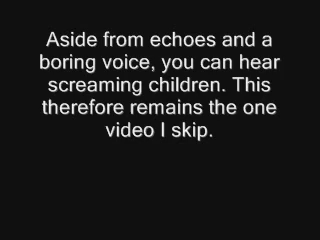 Aside from echoes and a
boring voice, you can hear
screaming children. This
therefore remains the one
video I skip.